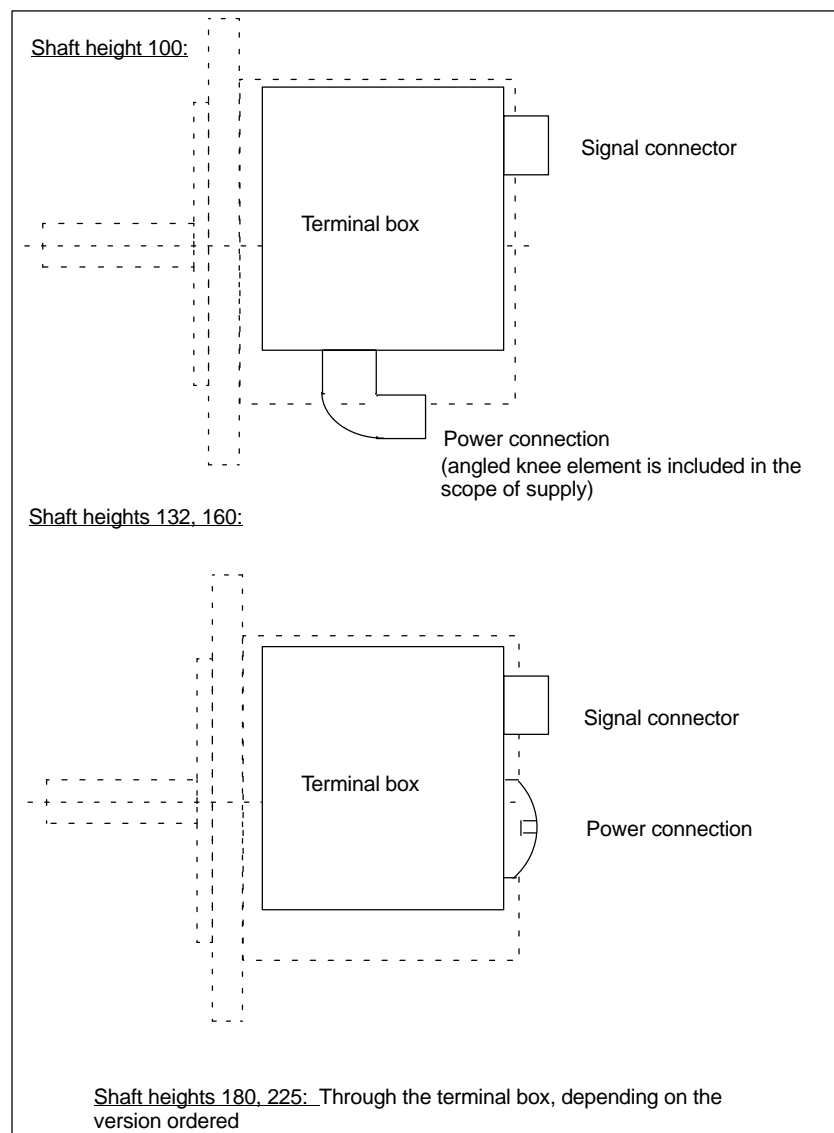 Shaft height 100:
Signal connector
Terminal box
Power connection
(angled knee element is included in the
scope of supply)
Shaft heights 132, 160:
Signal connector
Terminal box
Power connection
Shaft heights 180, 225: Through the terminal box, depending on the
version ordered